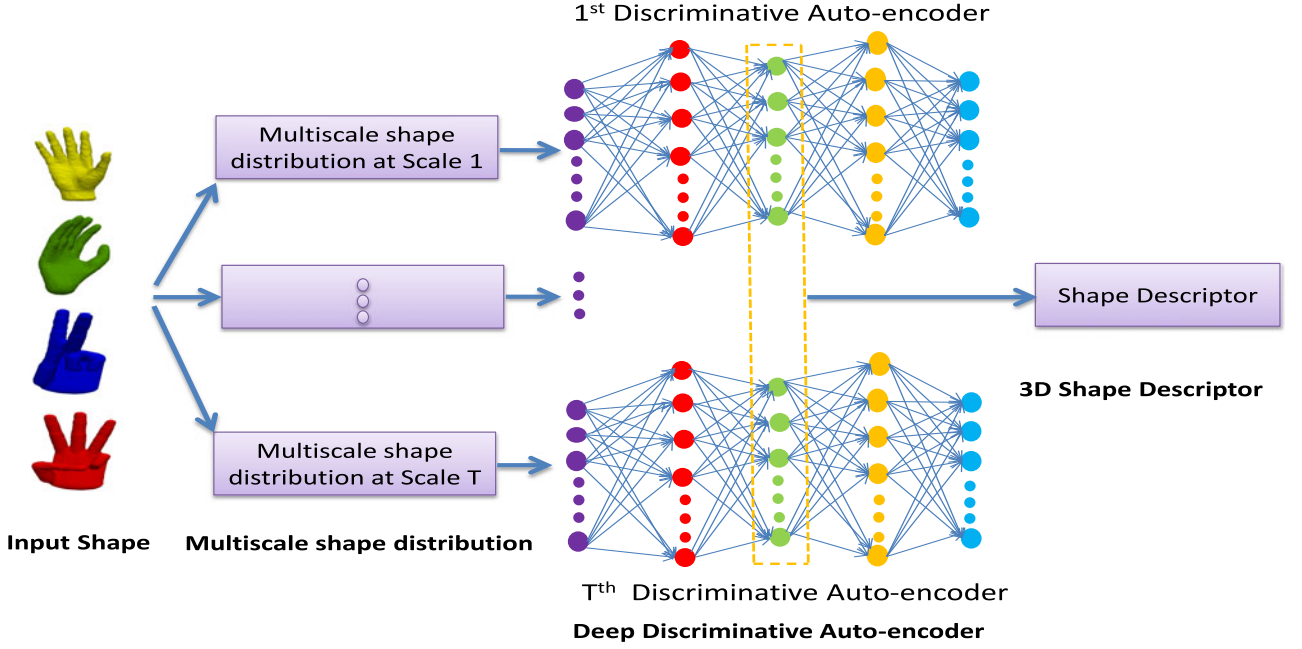 1st Discriminative Auto-encoder
Multiscale shape
distribution at Scale 1
Shape Descriptor
3D Shape Descriptor
Multiscale shape
distribution at Scale T
Input Shape
Multiscale shape distribution
Tth Discriminative Auto-encoder
Deep Discriminative Auto-encoder